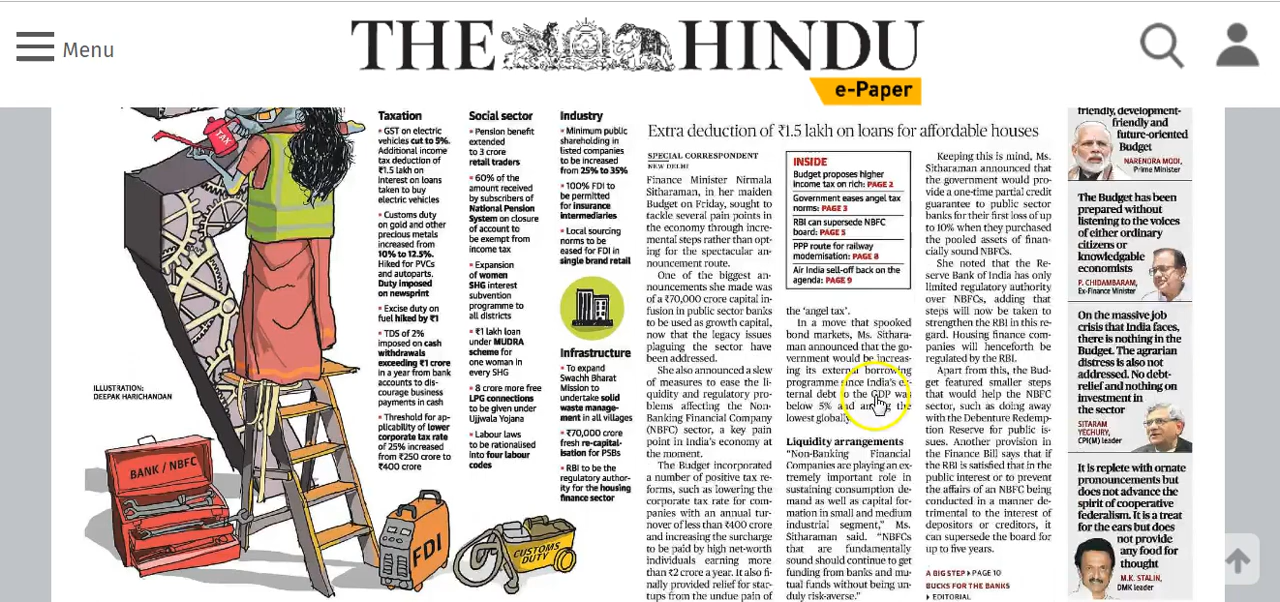 Menu
THE HINDU
e-Paper
TAX
BANK / NBFC
FDI
CUSTOMS
DUTY
ILLUSTRATION:
DEEPAK HARICHANDAN
Taxation
• GST on electric
vehicles cut to 5%.
Additional income
tax deduction of
₹1.5 lakh on
interest on loans
taken to buy
electric vehicles
• Customs duty
on gold and other
precious metals
increased from
10% to 12.5%.
Hiked for PVCs
and autoparts.
Duty imposed
on newsprint
• Excise duty on
fuel hiked by ₹1
• TDS of 2%
imposed on cash
withdrawals
exceeding ₹1 crore
in a year from bank
accounts to dis-
courage business
payments in cash
• Threshold for ap-
plicability of lower
corporate tax rate
of 25% increased
from ₹250 crore to
₹400 crore
Social sector
• Pension benefit
extended
to 3 crore
retail traders
• 60% of the
amount received
by subscribers of
National Pension
System on closure
of account to
be exempt from
income tax
• Expansion
of women
SHG interest
subvention
programme to
all districts
• ₹1 lakh loan
under MUDRA
scheme for
one woman in
every SHG
• 8 crore more free
LPG connections
to be given under
Ujjwala Yojana
• Labour laws
to be rationalised
into four labour
codes
Industry
• Minimum public
shareholding in
listed companies
to be increased
from 25% to 35%
• 100% FDI to
be permitted
for insurance
intermediaries
• Local sourcing
norms to be
eased for FDI in
single brand retail
Infrastructure
• To expand
Swachh Bharat
Mission to
undertake solid
waste manage-
ment in all villages
• ₹70,000 crore
fresh re-capital-
isation for PSBs
• RBI to be the
regulatory author-
ity for the housing
finance sector
Extra deduction of ₹1.5 lakh on loans for affordable houses
SPECIAL CORRESPONDENT
NEW DELHI
Finance Minister Nirmala
Sitharaman, in her maiden
Budget on Friday, sought to
tackle several pain points in
the economy through incre-
mental steps rather than opt-
ing for the spectacular an-
nouncement route.
One of the biggest an-
nouncements she made was
of a ₹70,000 crore capital in-
fusion in public sector banks
to be used as growth capital,
now that the legacy issues
plaguing the sector have
been addressed.
She also announced a slew
of measures to ease the li-
quidity and regulatory pro-
blems affecting the Non-
Banking Financial Company
(NBFC) sector, a key pain
point in India's economy at
the moment.
The Budget incorporated
a number of positive tax re-
forms, such as lowering the
corporate tax rate for com-
panies with an annual tur-
nover of less than ₹400 crore
and increasing the surcharge
to be paid by high net-worth
individuals earning more
than ₹2 crore a year. It also fi-
nally provided relief for start-
ups from the undue pain of
INSIDE
Budget proposes higher
income tax on rich: PAGE 2
Government eases angel tax
norms: PAGE 3
RBI can supersede NBFC
board: PAGE 5
PPP route for railway
modernisation: PAGE 8
Air India sell-off back on the
agenda: PAGE 9
the 'angel tax'.
In a move that spooked
bond markets, Ms. Sithara-
man announced that the go-
vernment would be increas-
ing its external borrowing
programme since India's ex-
ternal debt to the GDP was
below 5% and among the
lowest globally.
Liquidity arrangements
"Non-Banking Financial
Companies are playing an ex-
tremely important role in
sustaining consumption de-
mand as well as capital for-
mation in small and medium
industrial segment," Ms.
Sitharaman said. "NBFCs
that are fundamentally
sound should continue to get
funding from banks and mu-
tual funds without being un-
duly risk-averse."
Keeping this is mind, Ms.
Sitharaman announced that
the government would pro-
vide a one-time partial credit
guarantee to public sector
banks for their first loss of up
to 10% when they purchased
the pooled assets of finan-
cially sound NBFCs.
She noted that the Re-
serve Bank of India has only
limited regulatory authority
over NBFCs, adding that
steps will now be taken to
strengthen the RBI in this re-
gard. Housing finance com-
panies will henceforth be
regulated by the RBI.
Apart from this, the Bud-
get featured smaller steps
that would help the NBFC
sector, such as doing away
with the Debenture Redemp-
tion Reserve for public is-
sues. Another provision in
the Finance Bill says that if
the RBI is satisfied that in the
public interest or to prevent
the affairs of an NBFC being
conducted in a manner de-
trimental to the interest of
depositors or creditors, it
can supersede the board for
up to five years.
A BIG STEP ▸ PAGE 10
BUCKS FOR THE BANKS
▸ EDITORIAL
friendly, development-
friendly and
future-oriented
Budget
NARENDRA MODI,
Prime Minister
The Budget has been
prepared without
listening to the voices
of either ordinary
citizens or
knowledgable
economists
P. CHIDAMBARAM,
Ex-Finance Minister
On the massive job
crisis that India faces,
there is nothing in the
Budget. The agrarian
distress is also not
addressed. No debt-
relief and nothing on
investment in
the sector
SITARAM
YECHURY,
CPI(M) leader
It is replete with ornate
pronouncements but
does not advance the
spirit of cooperative
federalism. It is a treat
for the ears but does
not provide
any food for
thought
M.K. STALIN,
DMK leader